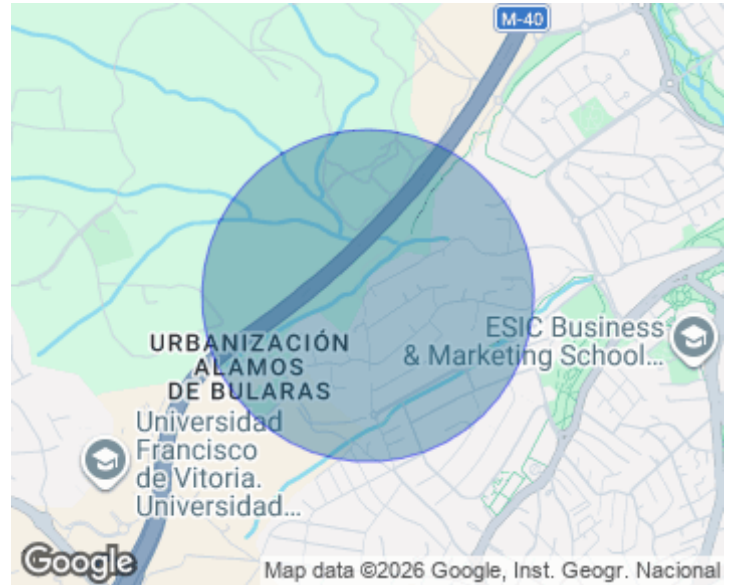 M-40
ESIC Business
& Marketing School...
URBANIZACIÓN
ALAMOS
DE BULARAS
Universidad
Francisco
de Vitoria.
Universidad...
Google
Map data ©2026 Google, Inst. Geogr. Nacional